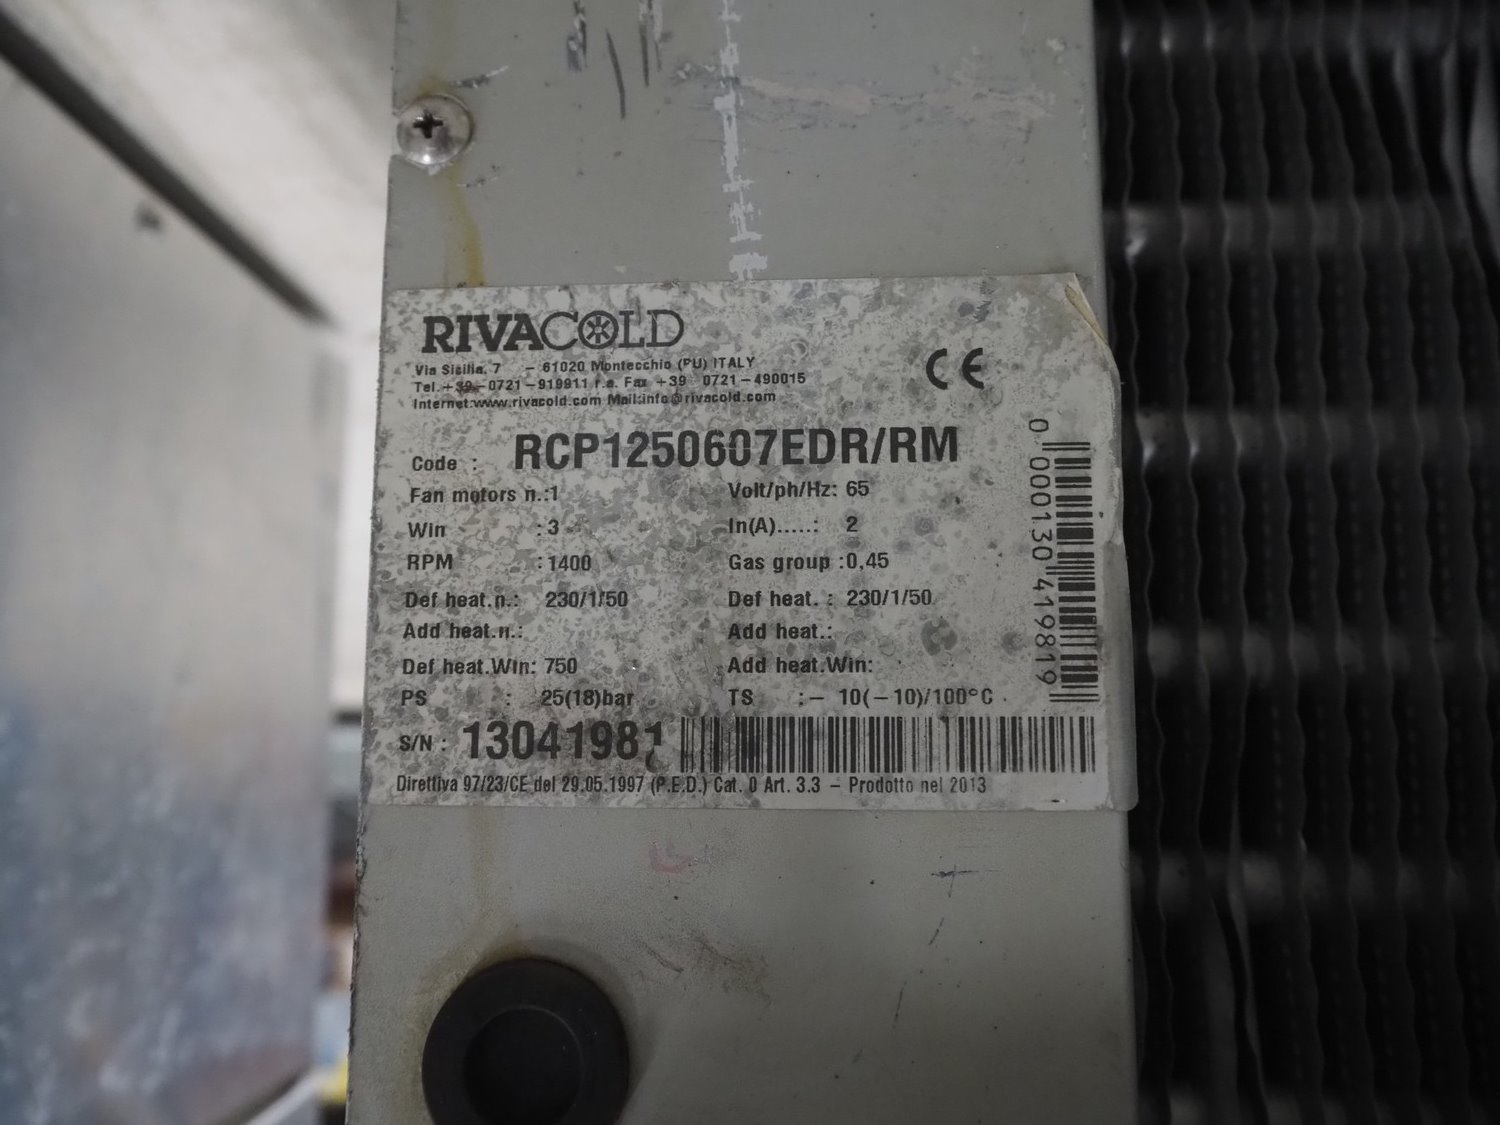 RIVACOLD
CE
Via Sicilia, 7 – 61020 Montecchio (PU) ITALY
Tel.+39-0721-919911 r.a. Fax +39 0721-490015
Internet:www.rivacold.com Mail:info@rivacold.com
Code : RCP1250607EDR/RM
Fan motors n.:1 Volt/ph/Hz: 65
Win : 3 In(A).....: 2
RPM : 1400 Gas group :0,45
Def heat.n.: 230/1/50 Def heat. : 230/1/50
Add heat.n.: Add heat.:
Def heat.Win: 750 Add heat.Win:
PS : 25(18)bar TS :– 10(–10)/100°C
S/N : 13041981
Direttiva 97/23/CE del 29.05.1997 (P.E.D.) Cat. 0 Art. 3.3 – Prodotto nel 2013
0 000130 419819